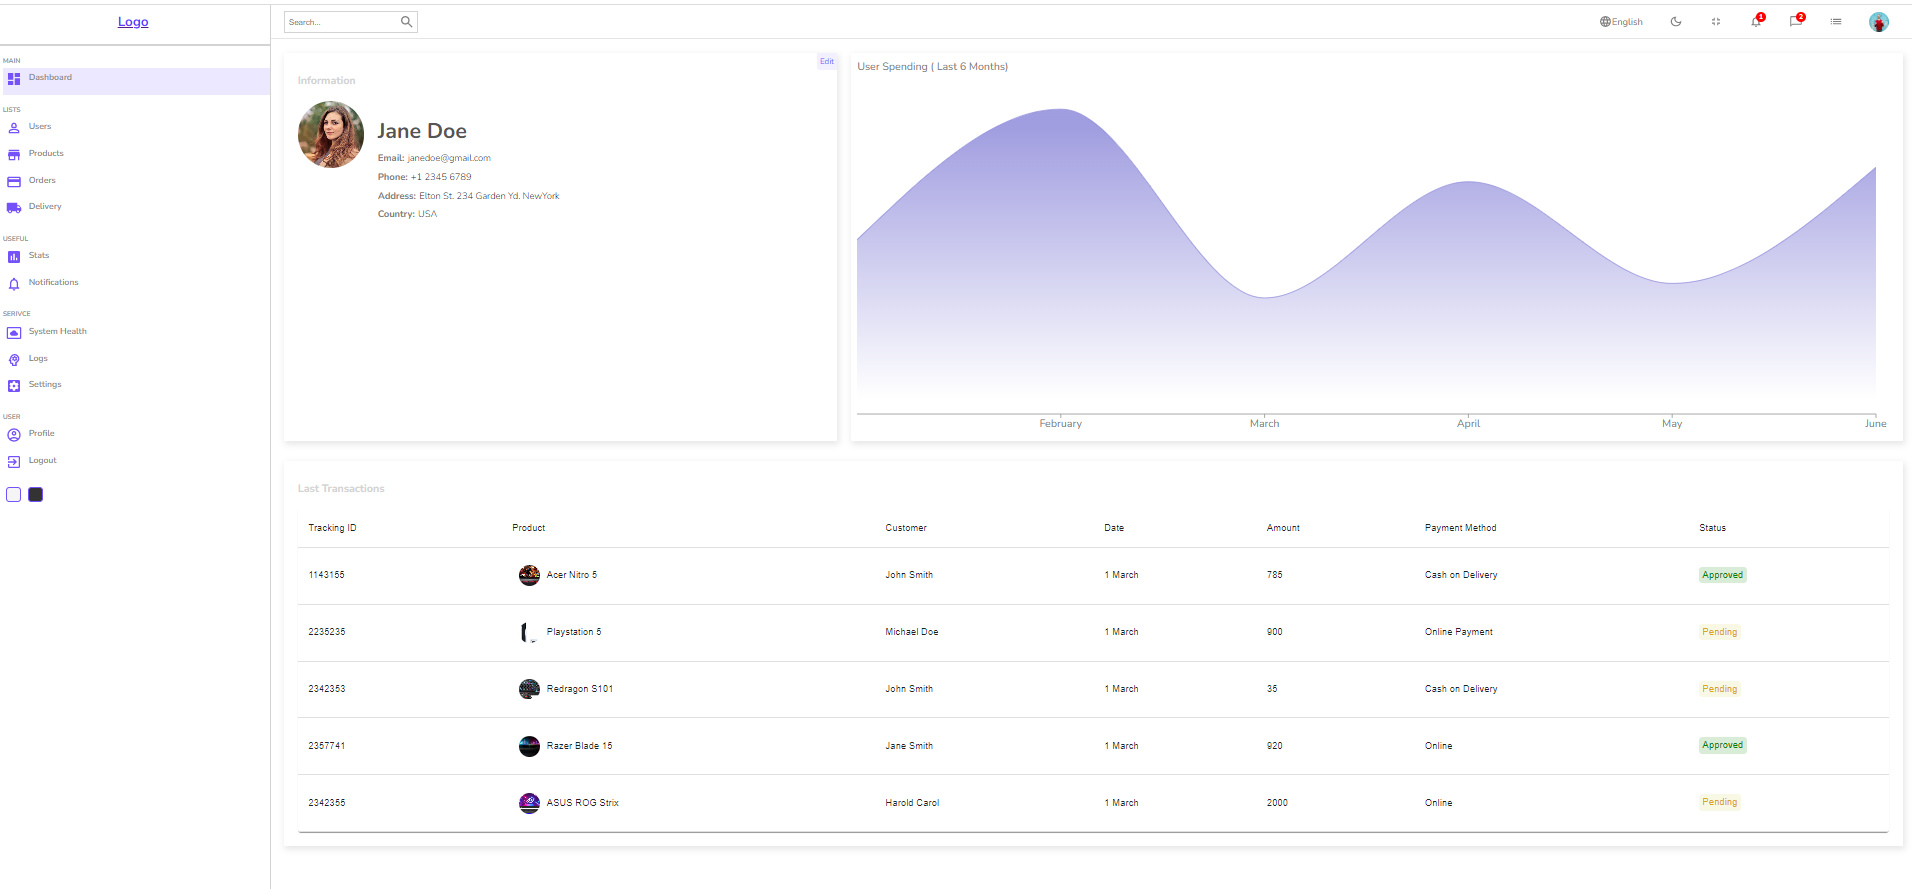 Logo
Search...
English
1
2
MAIN
Dashboard
LISTS
Users
Products
Orders
Delivery
USEFUL
Stats
Notifications
SERIVCE
System Health
Logs
Settings
USER
Profile
Logout
Edit
Information
Jane Doe
Email: janedoe@gmail.com
Phone: +1 2345 6789
Address: Elton St. 234 Garden Yd. NewYork
Country: USA
User Spending ( Last 6 Months)
February March April May June
Last Transactions
Tracking ID Product Customer Date Amount Payment Method Status
1143155 Acer Nitro 5 John Smith 1 March 785 Cash on Delivery Approved
2235235 Playstation 5 Michael Doe 1 March 900 Online Payment Pending
2342353 Redragon S101 John Smith 1 March 35 Cash on Delivery Pending
2357741 Razer Blade 15 Jane Smith 1 March 920 Online Approved
2342355 ASUS ROG Strix Harold Carol 1 March 2000 Online Pending